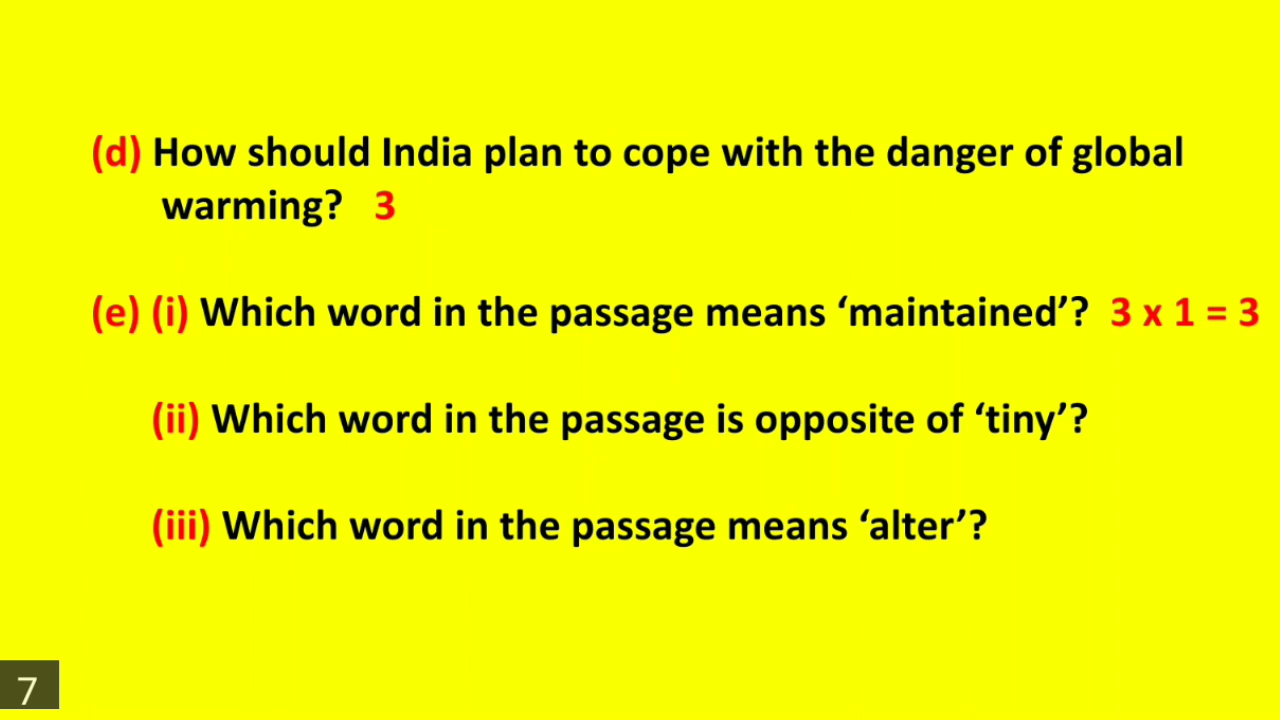 (d) How should India plan to cope with the danger of global
warming? 3
(e) (i) Which word in the passage means ‘maintained’? 3 x 1 = 3
(ii) Which word in the passage is opposite of ‘tiny’?
(iii) Which word in the passage means ‘alter’?
7